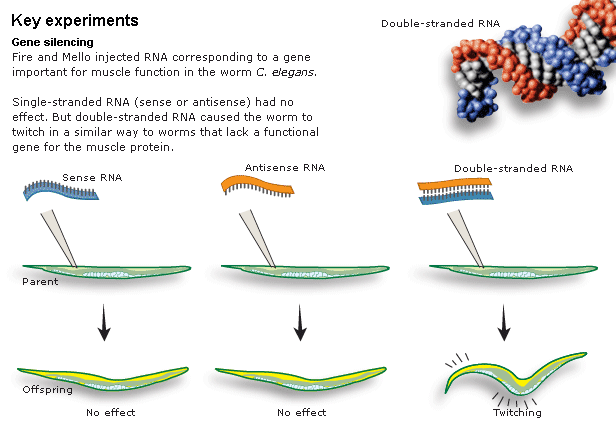 Key experiments
Double-stranded RNA
Gene silencing
Fire and Mello injected RNA corresponding to a gene
important for muscle function in the worm C. elegans.
Single-stranded RNA (sense or antisense) had no
effect. But double-stranded RNA caused the worm to
twitch in a similar way to worms that lack a functional
gene for the muscle protein.
Sense RNA
Antisense RNA
Double-stranded RNA
Parent
Offspring
No effect
No effect
Twitching